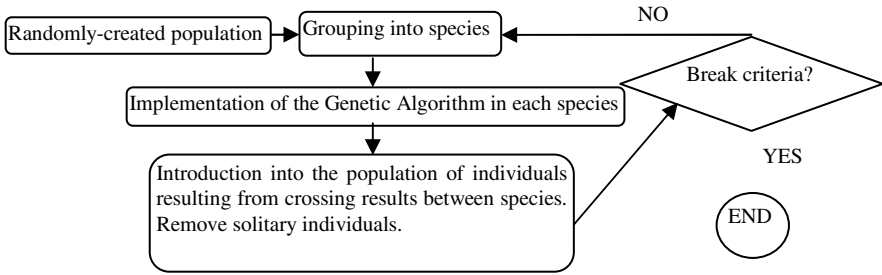 Randomly-created population
Grouping into species
NO
Break criteria?
Implementation of the Genetic Algorithm in each species
Introduction into the population of individuals
resulting from crossing results between species.
Remove solitary individuals.
YES
END